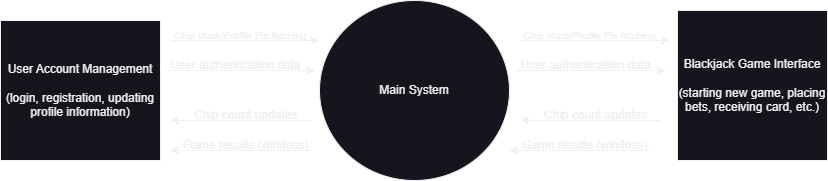 User Account Management
(login, registration, updating
profile information)
Chip stack/Profile Pic fetching
User authentication data
Chip count updates
Game results (win/loss)
Main System
Chip stack/Profile Pic fetching
User authentication data
Chip count updates
Game results (win/loss)
Blackjack Game Interface
(starting new game, placing
bets, receiving card, etc.)